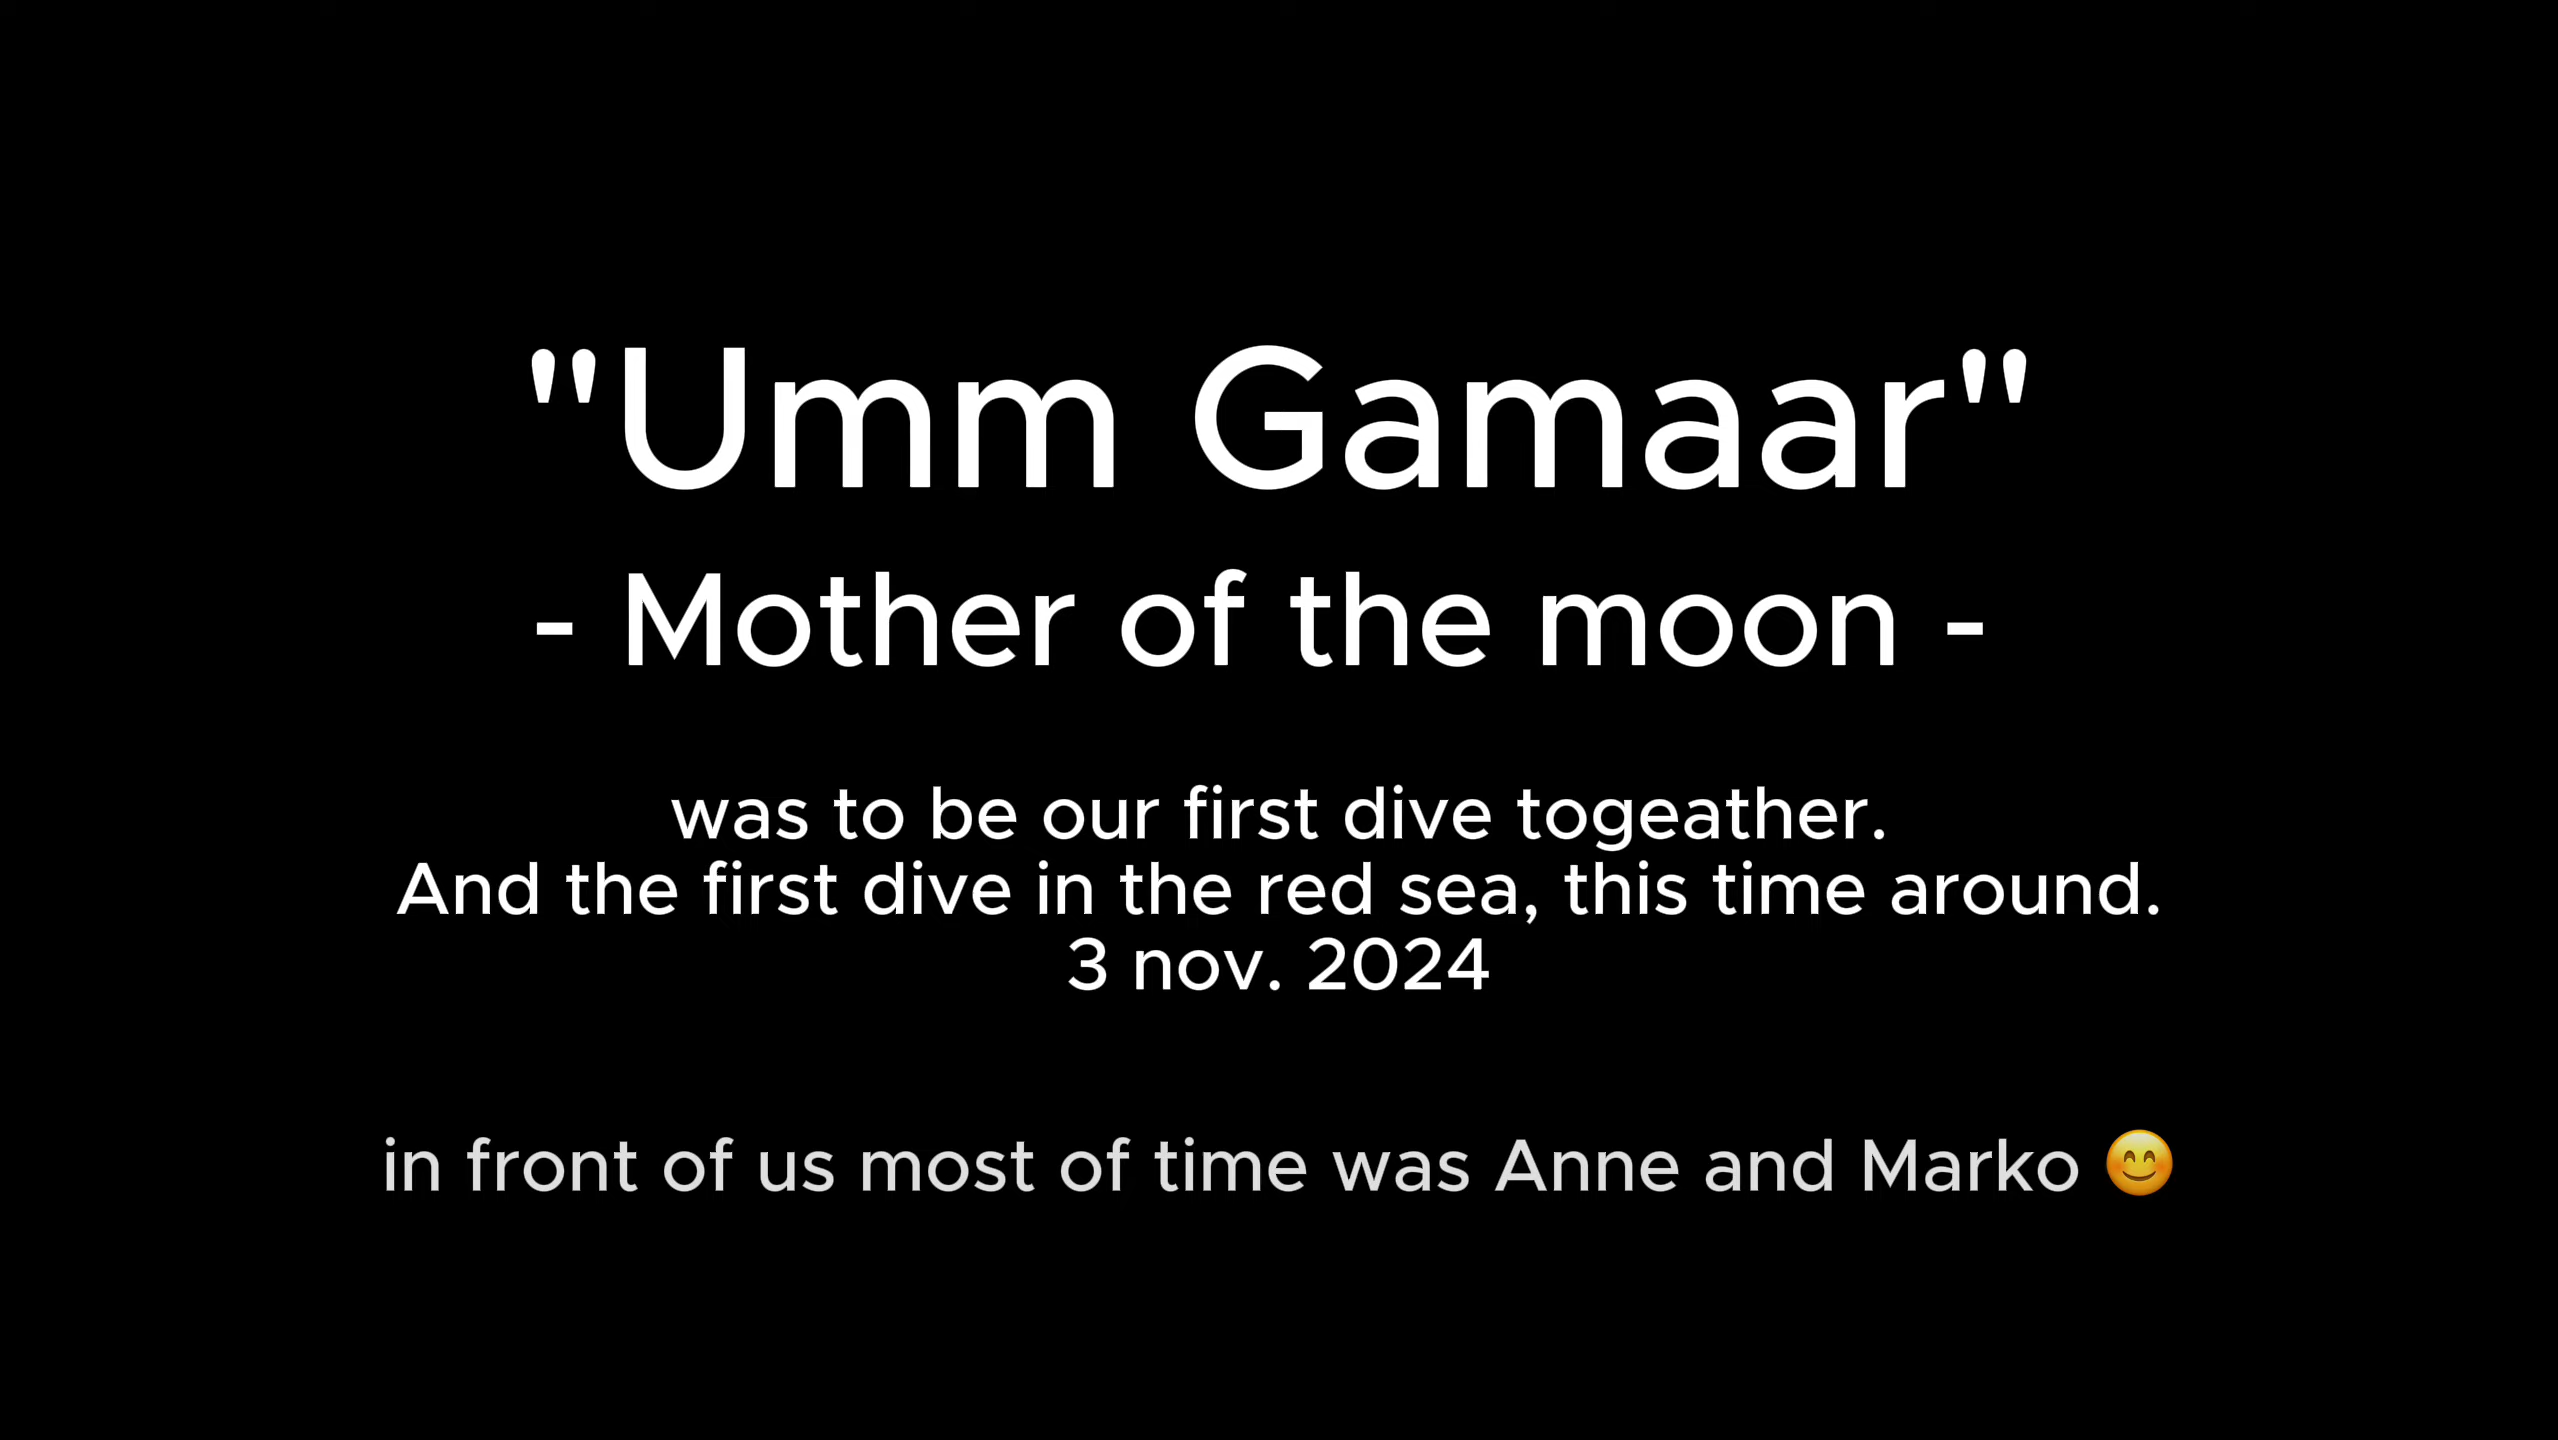 "Umm Gamaar"
- Mother of the moon -
was to be our first dive togeather.
And the first dive in the red sea, this time around.
3 nov. 2024
in front of us most of time was Anne and Marko 😊